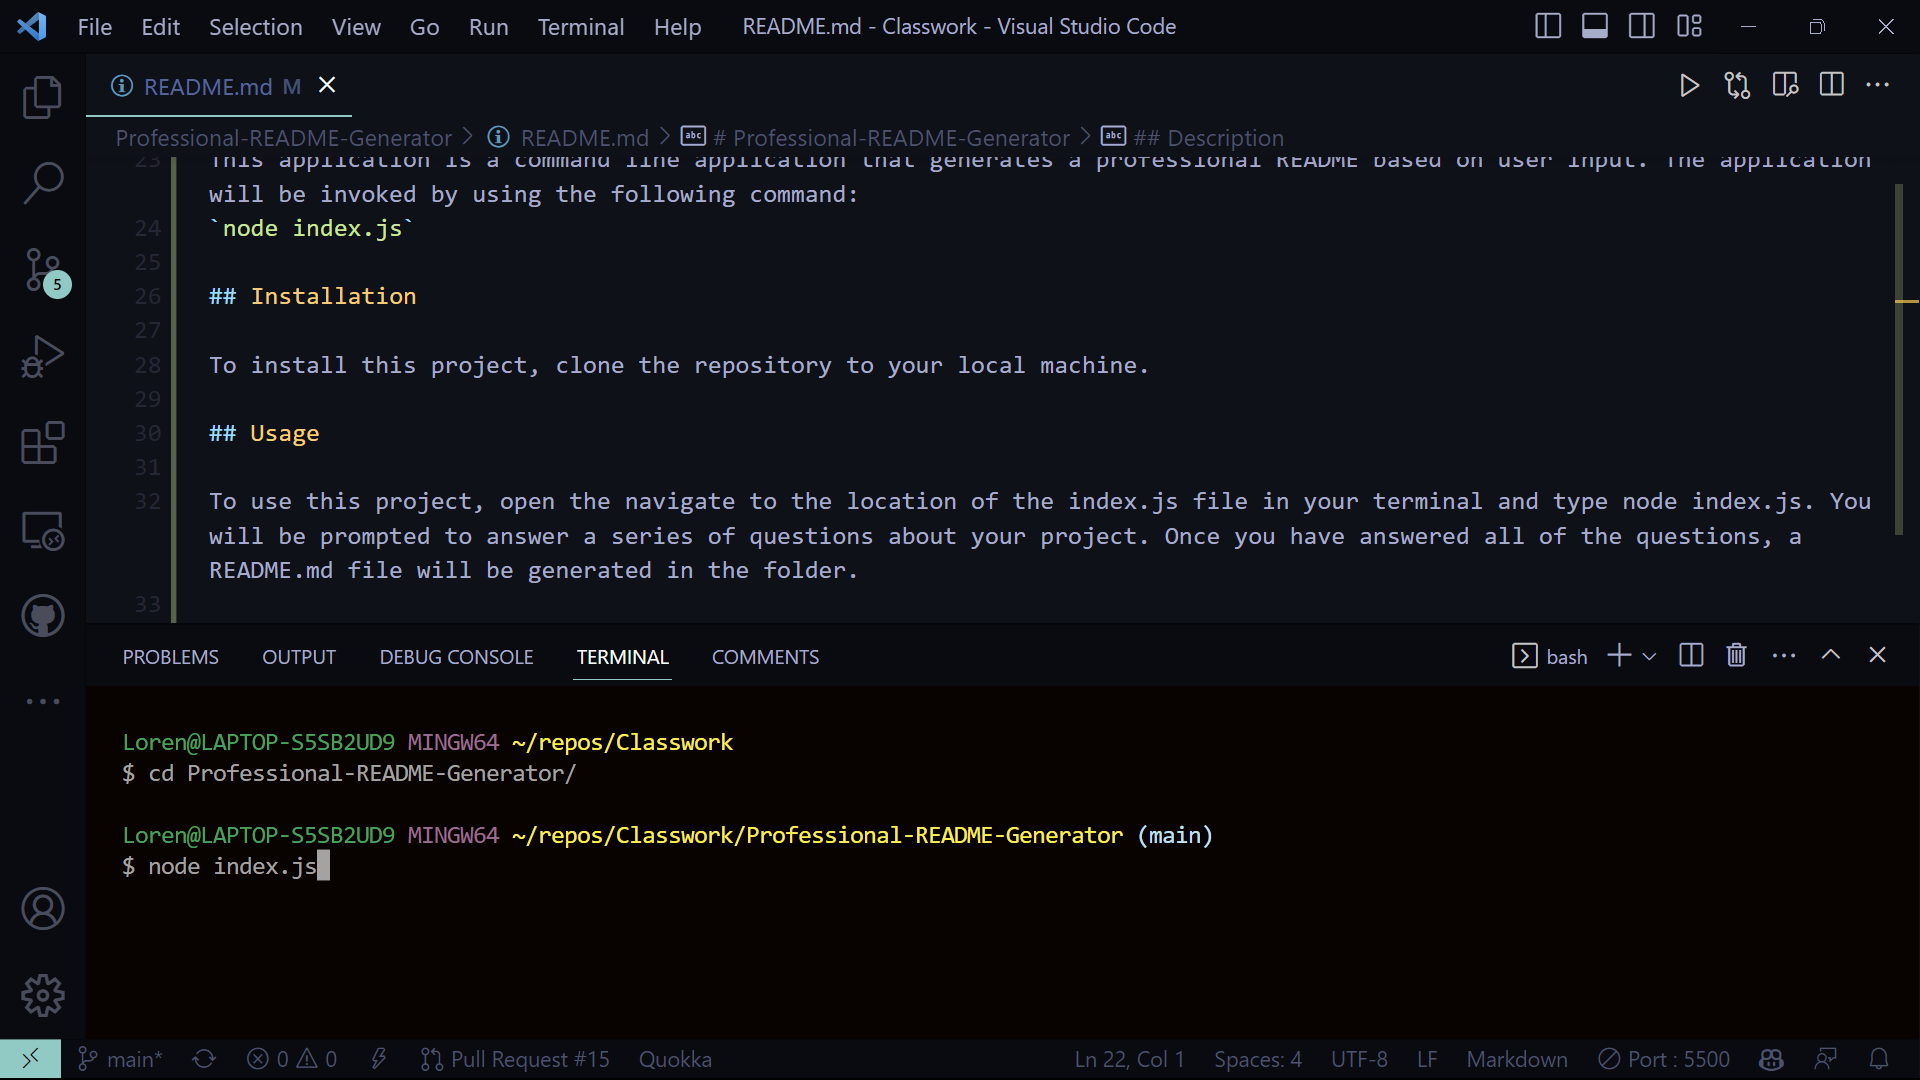 File Edit Selection View Go Run Terminal Help README.md - Classwork - Visual Studio Code
README.md M
Professional-README-Generator > README.md > # Professional-README-Generator > ## Description
23 This application is a command line application that generates a professional README based on user input. The application
will be invoked by using the following command:
24 `node index.js`
25
26 ## Installation
27
28 To install this project, clone the repository to your local machine.
29
30 ## Usage
31
32 To use this project, open the navigate to the location of the index.js file in your terminal and type node index.js. You
will be prompted to answer a series of questions about your project. Once you have answered all of the questions, a
README.md file will be generated in the folder.
33
5
PROBLEMS OUTPUT DEBUG CONSOLE TERMINAL COMMENTS bash
Loren@LAPTOP-S5SB2UD9 MINGW64 ~/repos/Classwork
$ cd Professional-README-Generator/
Loren@LAPTOP-S5SB2UD9 MINGW64 ~/repos/Classwork/Professional-README-Generator (main)
$ node index.js
main* 0 0 Pull Request #15 Quokka Ln 22, Col 1 Spaces: 4 UTF-8 LF Markdown Port : 5500